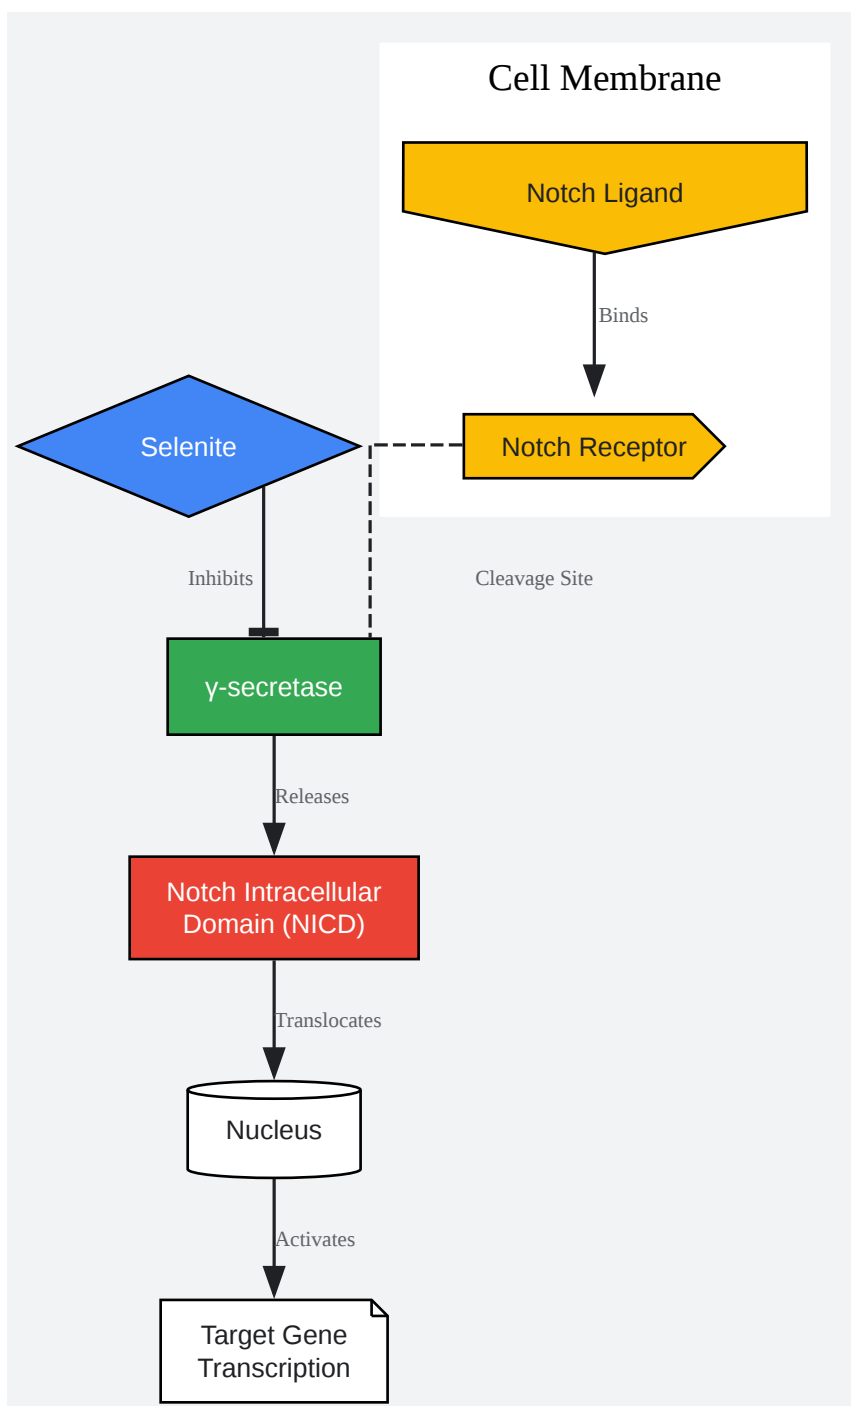 Cell Membrane
Notch Ligand
Binds
Selenite
Notch Receptor
Inhibits
Cleavage Site
γ-secretase
Releases
Notch Intracellular
Domain (NICD)
Translocates
Nucleus
Activates
Target Gene
Transcription